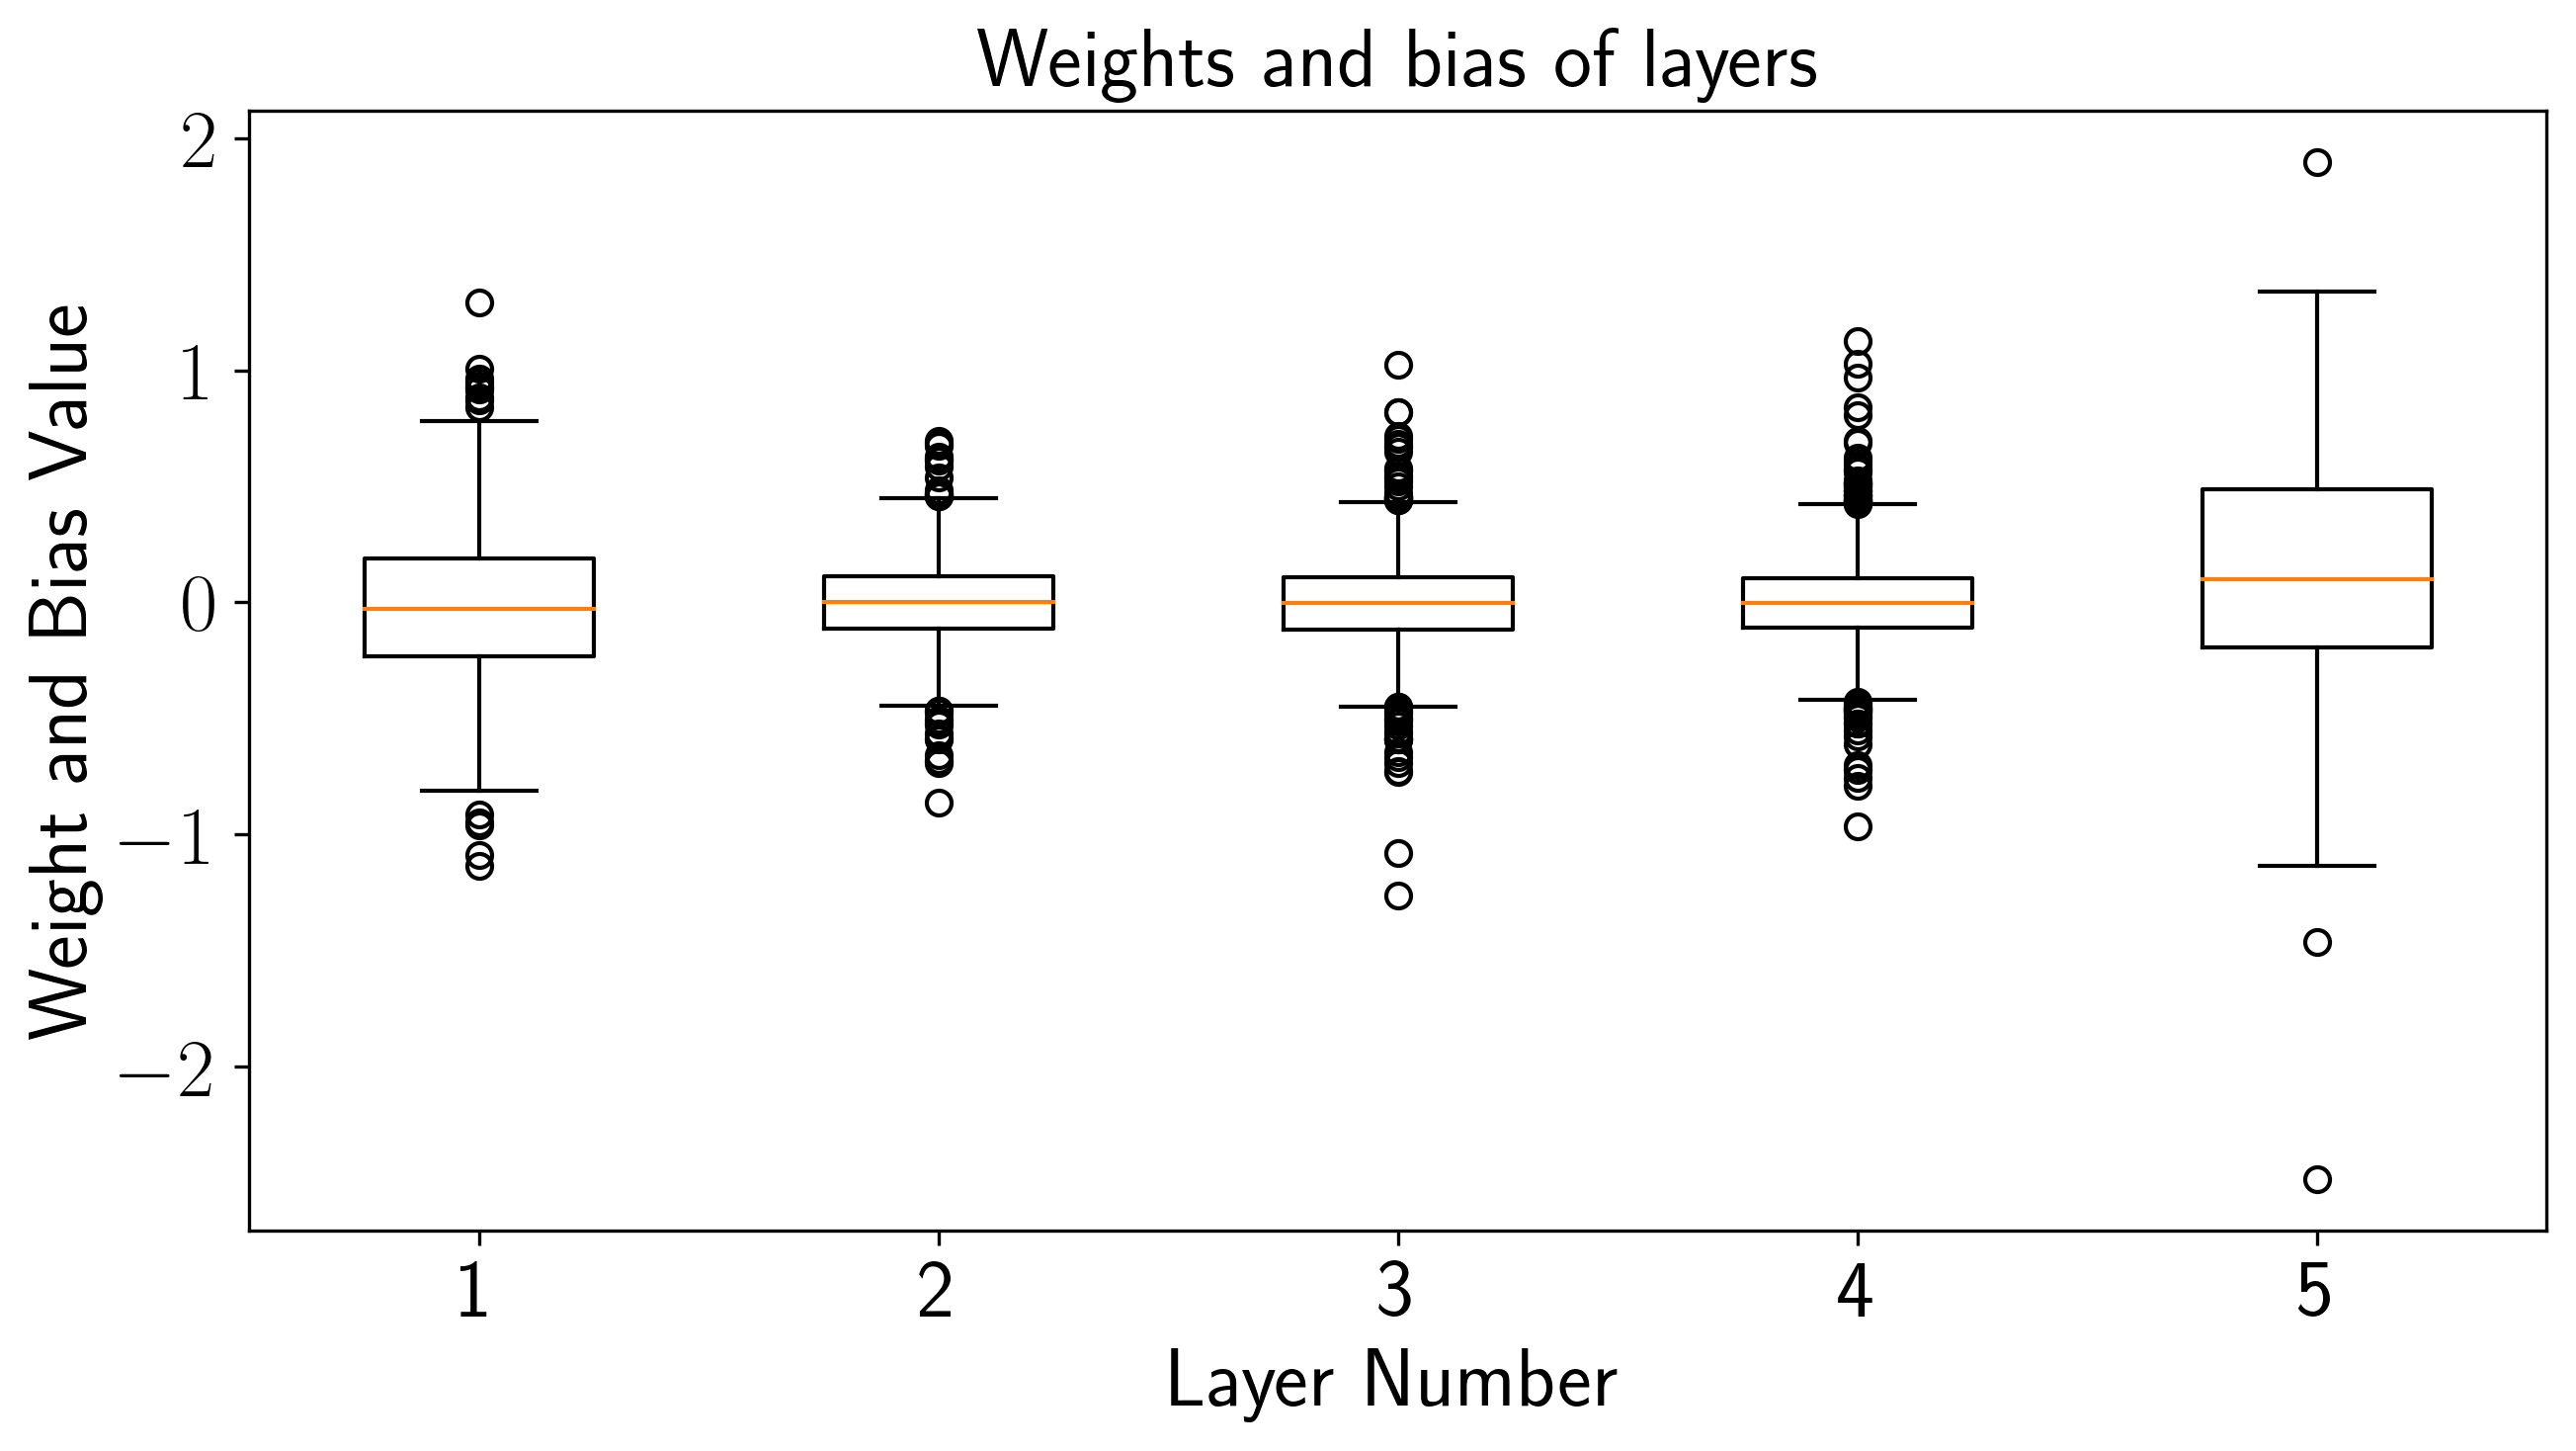 Weights and bias of layers
Weight and Bias Value
2
1
0
−1
−2
1 2 3 4 5
Layer Number